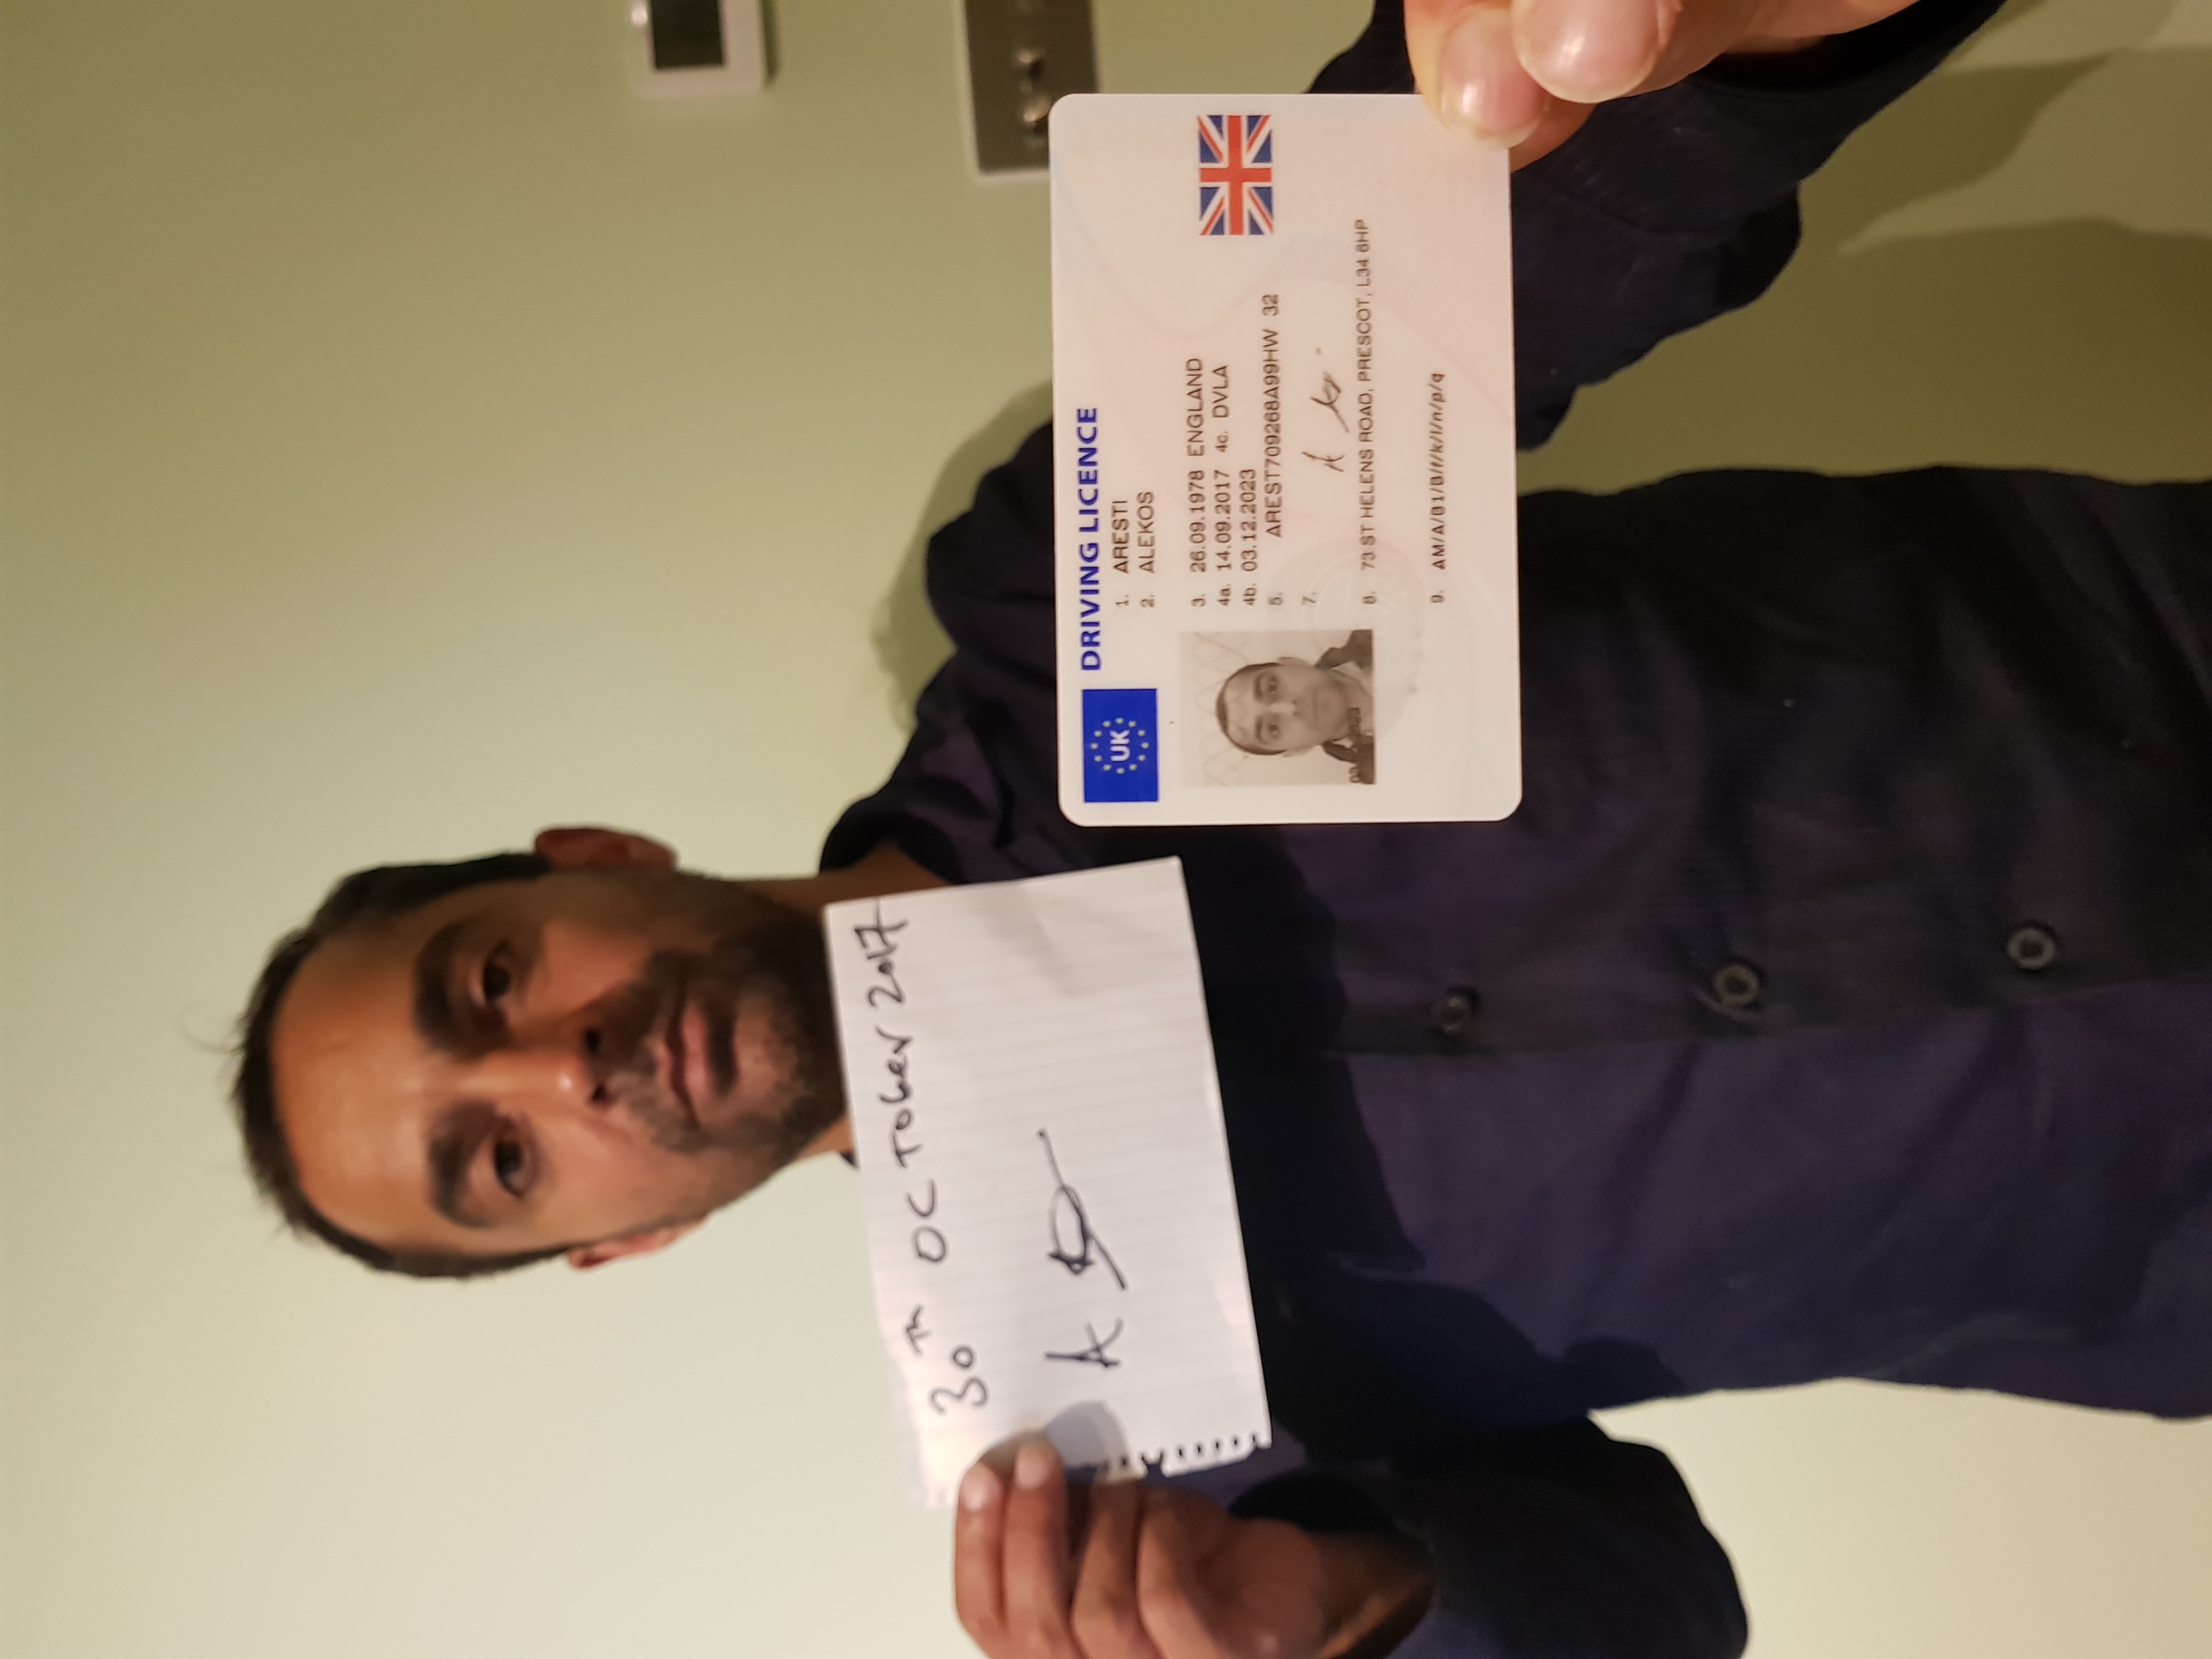 30TH OCTOBER 2017
A
DRIVING LICENCE
UK
1. ARESTI
2. ALEKOS
3. 26.09.1978 ENGLAND
4a. 14.09.2017 4c. DVLA
4b. 03.12.2023
5. AREST709268A99HW 32
7. A
8. 73 ST HELENS ROAD, PRESCOT, L34 6HP
9. AM/A/B1/B/f/k/l/n/p/q